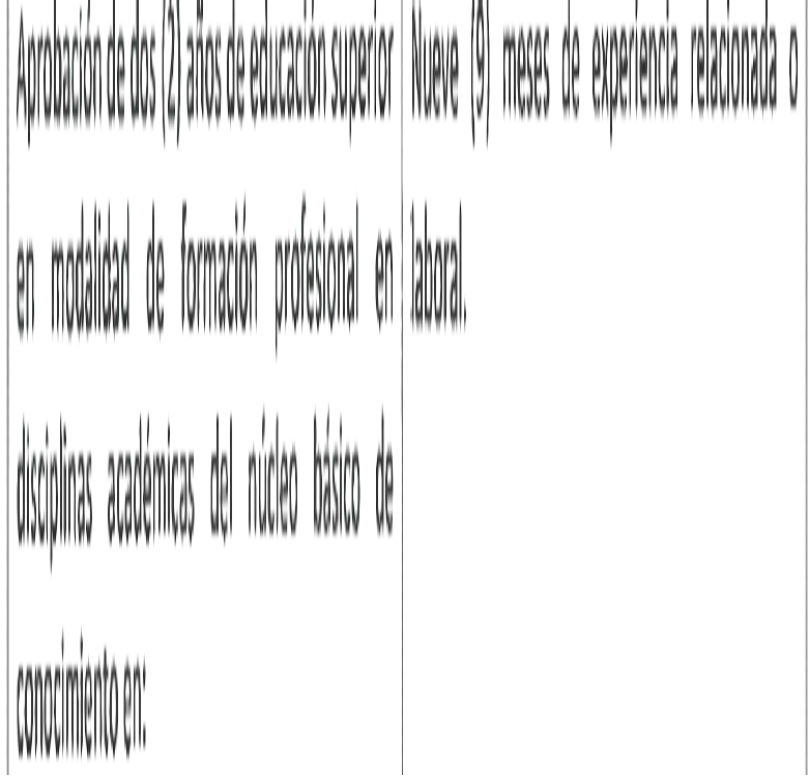 Aprobación de dos (2) años de educación superior
en modalidad de formación profesional en
disciplinas académicas del núcleo básico de
conocimiento en:
Nueve (9) meses de experiencia relacionada o
laboral.